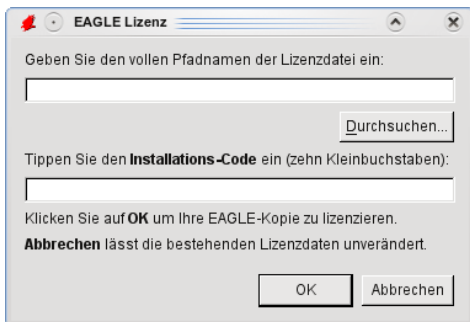 EAGLE Lizenz
Geben Sie den vollen Pfadnamen der Lizenzdatei ein:
Durchsuchen...
Tippen Sie den Installations-Code ein (zehn Kleinbuchstaben):
Klicken Sie auf OK um Ihre EAGLE-Kopie zu lizenzieren.
Abbrechen lässt die bestehenden Lizenzdaten unverändert.
OK Abbrechen